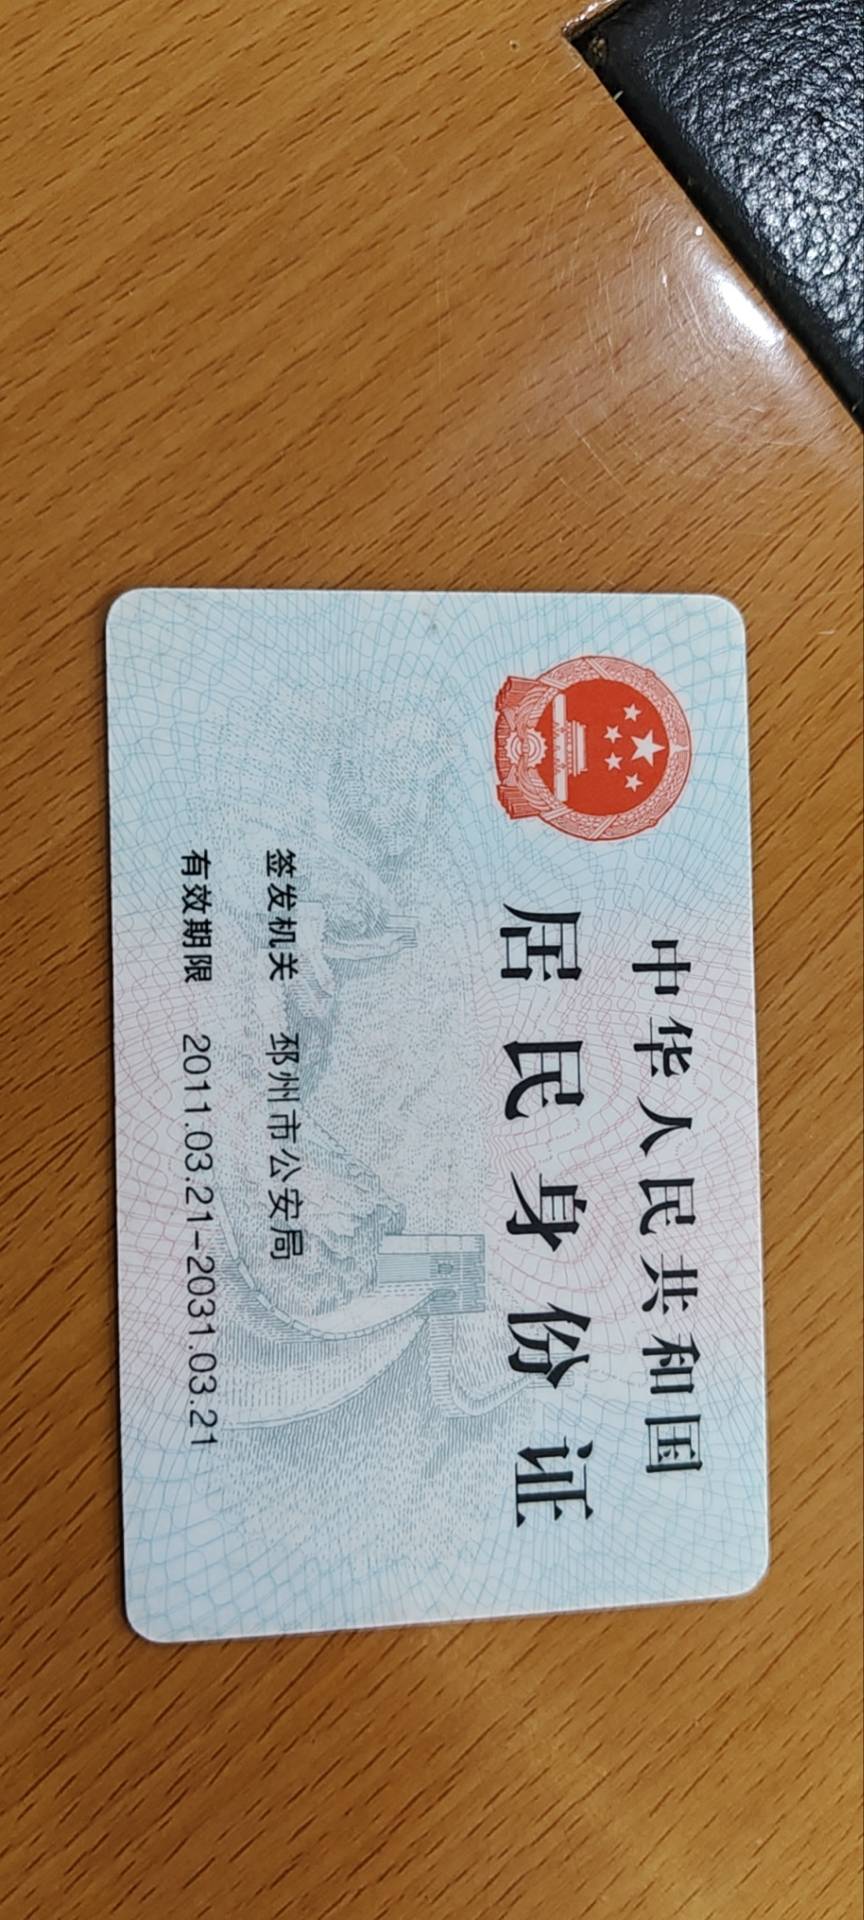 中华人民共和国
居民身份证
签发机关 邳州市公安局
有效期限 2011.03.21-2031.03.21